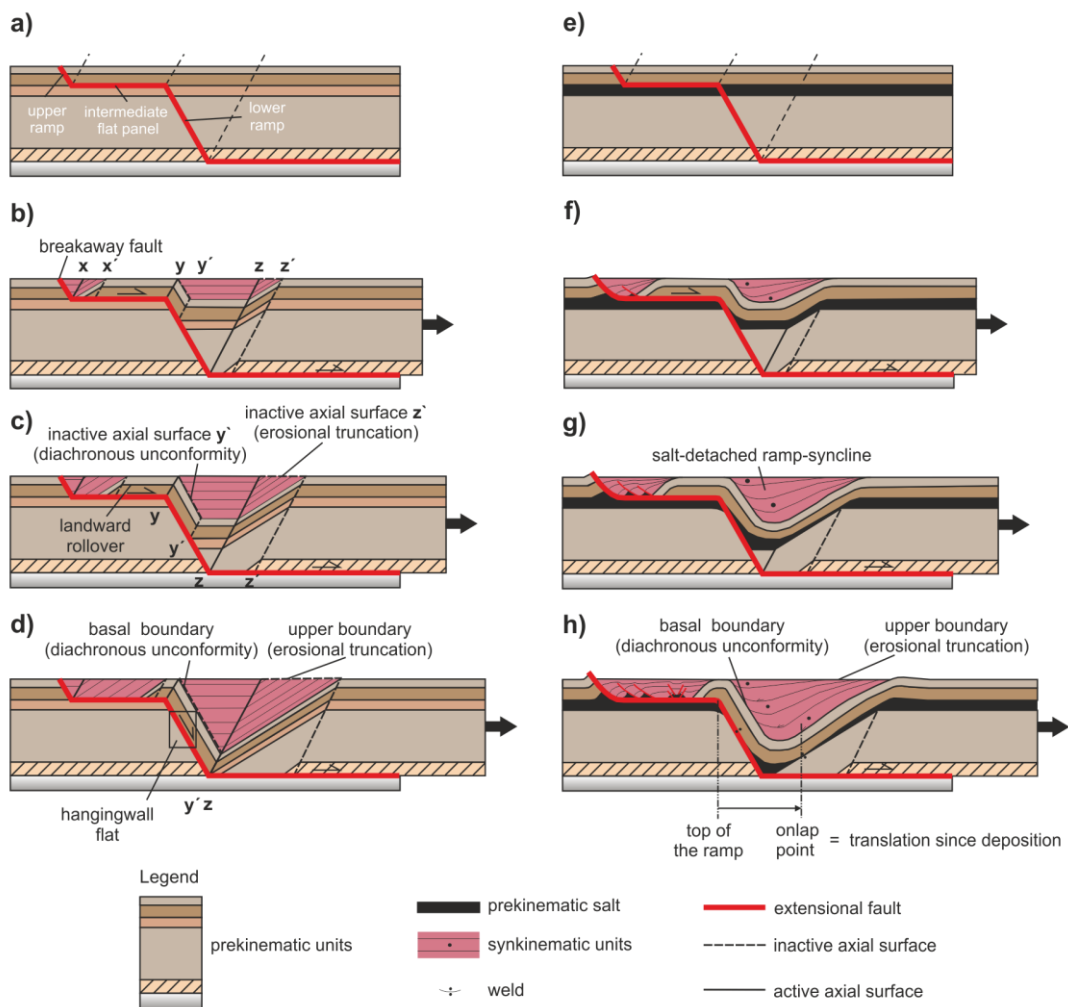 a)
upper
ramp
intermediate
flat panel
lower
ramp
e)
b)
breakaway fault
x x´ y y´ z z´
f)
c)
inactive axial surface y`
(diachronous unconformity)
inactive axial surface z`
(erosional truncation)
landward
rollover
y
y´
z
z´
g)
salt-detached ramp-syncline
d)
basal boundary
(diachronous unconformity)
upper boundary
(erosional truncation)
hangingwall
flat
y´ z
h)
basal boundary
(diachronous unconformity)
upper boundary
(erosional truncation)
top of
the ramp
onlap
point
= translation since deposition
Legend
prekinematic units
prekinematic salt
synkinematic units
weld
extensional fault
inactive axial surface
active axial surface